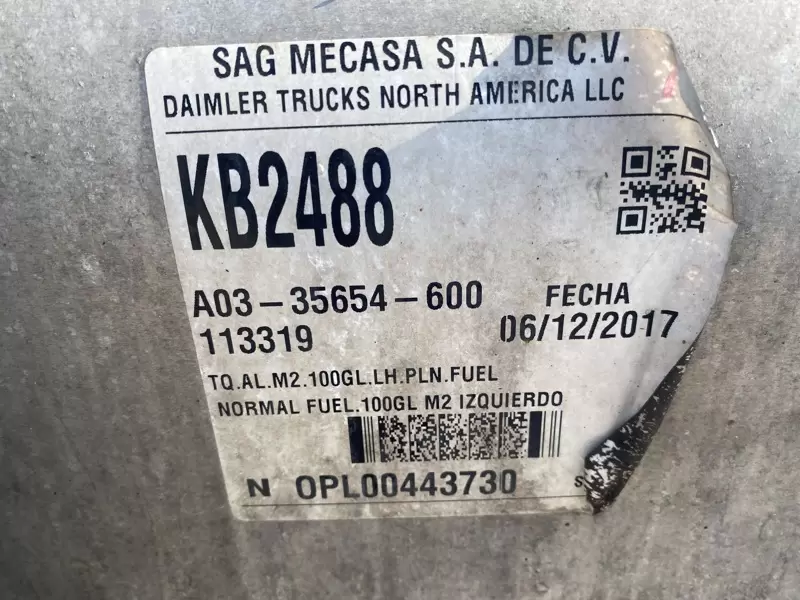 SAG MECASA S.A. DE C.V.
DAIMLER TRUCKS NORTH AMERICA LLC
KB2488
A03-35654-600 FECHA
113319 06/12/2017
TQ.AL.M2.100GL.LH.PLN.FUEL
NORMAL FUEL.100GL M2 IZQUIERDO
N OPL00443730 S